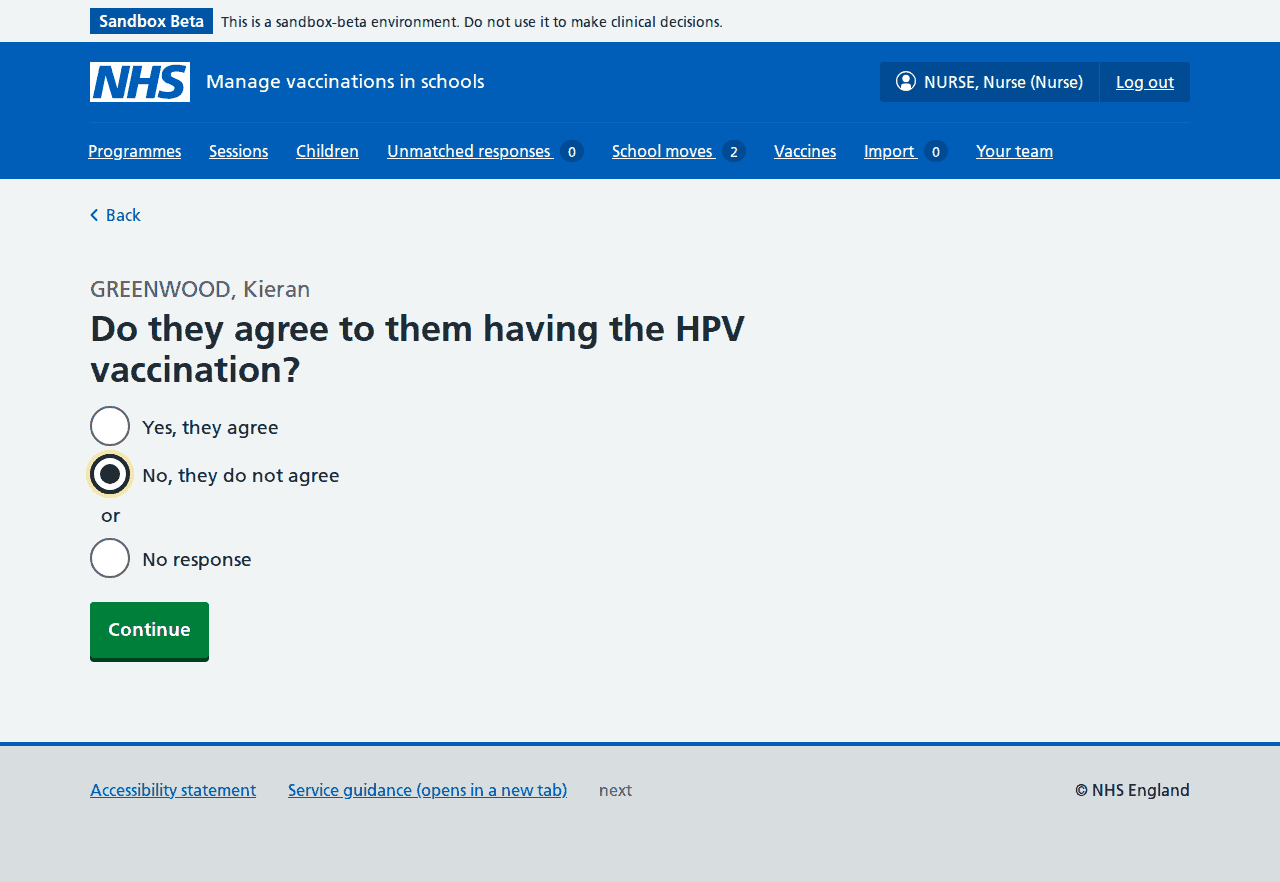 Sandbox Beta This is a sandbox-beta environment. Do not use it to make clinical decisions.
NHS Manage vaccinations in schools NURSE, Nurse (Nurse) Log out
Programmes Sessions Children Unmatched responses 0 School moves 2 Vaccines Import 0 Your team
Back
GREENWOOD, Kieran
Do they agree to them having the HPV
vaccination?
Yes, they agree
No, they do not agree
or
No response
Continue
Accessibility statement Service guidance (opens in a new tab) next © NHS England